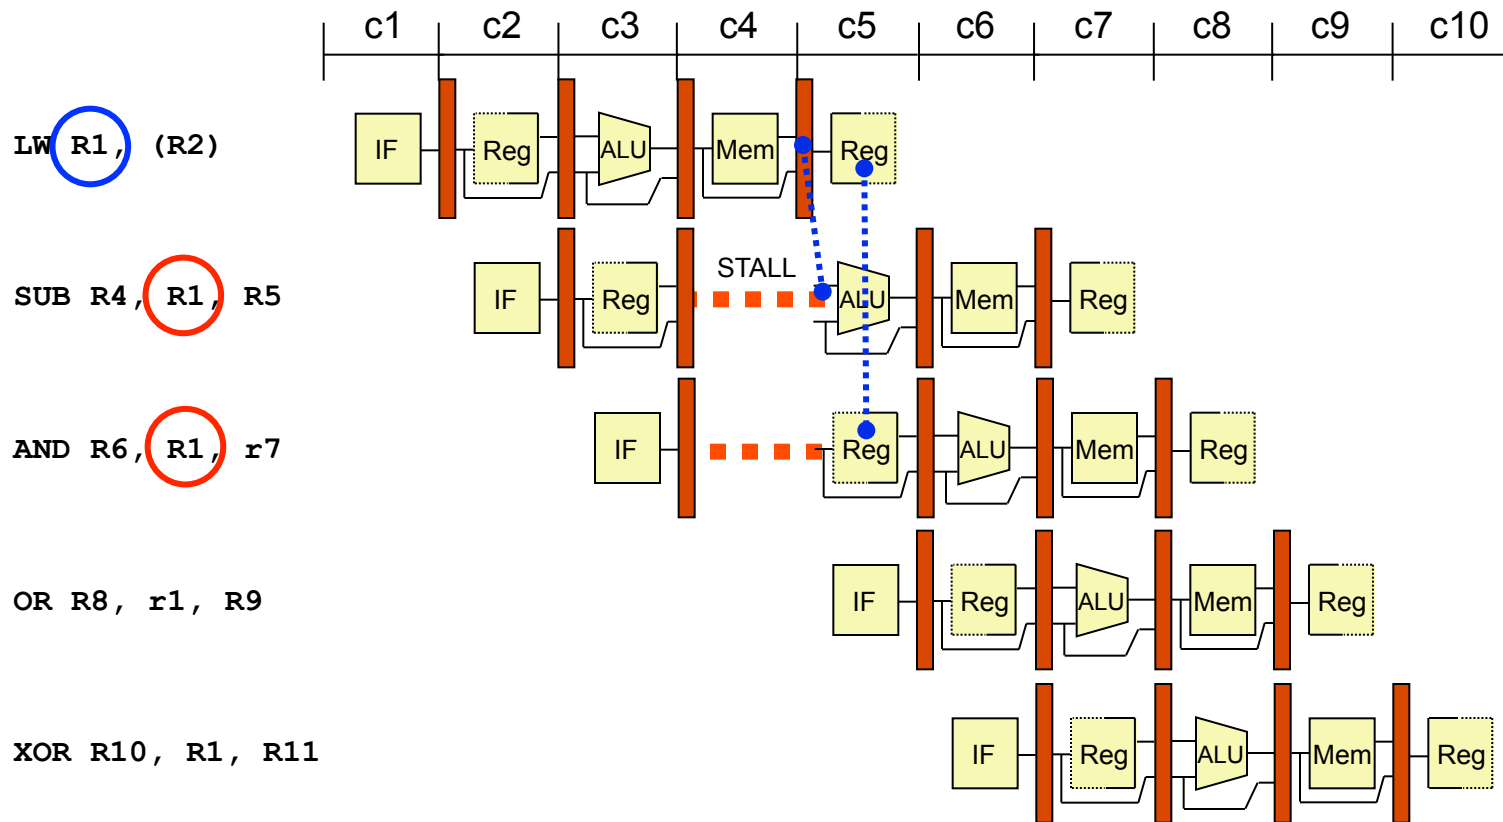 c1 c2 c3 c4 c5 c6 c7 c8 c9 c10
LW R1, (R2) IF Reg ALU Mem Reg
STALL
SUB R4, R1, R5 IF Reg ALU Mem Reg
AND R6, R1, r7 IF Reg ALU Mem Reg
OR R8, r1, R9 IF Reg ALU Mem Reg
XOR R10, R1, R11 IF Reg ALU Mem Reg